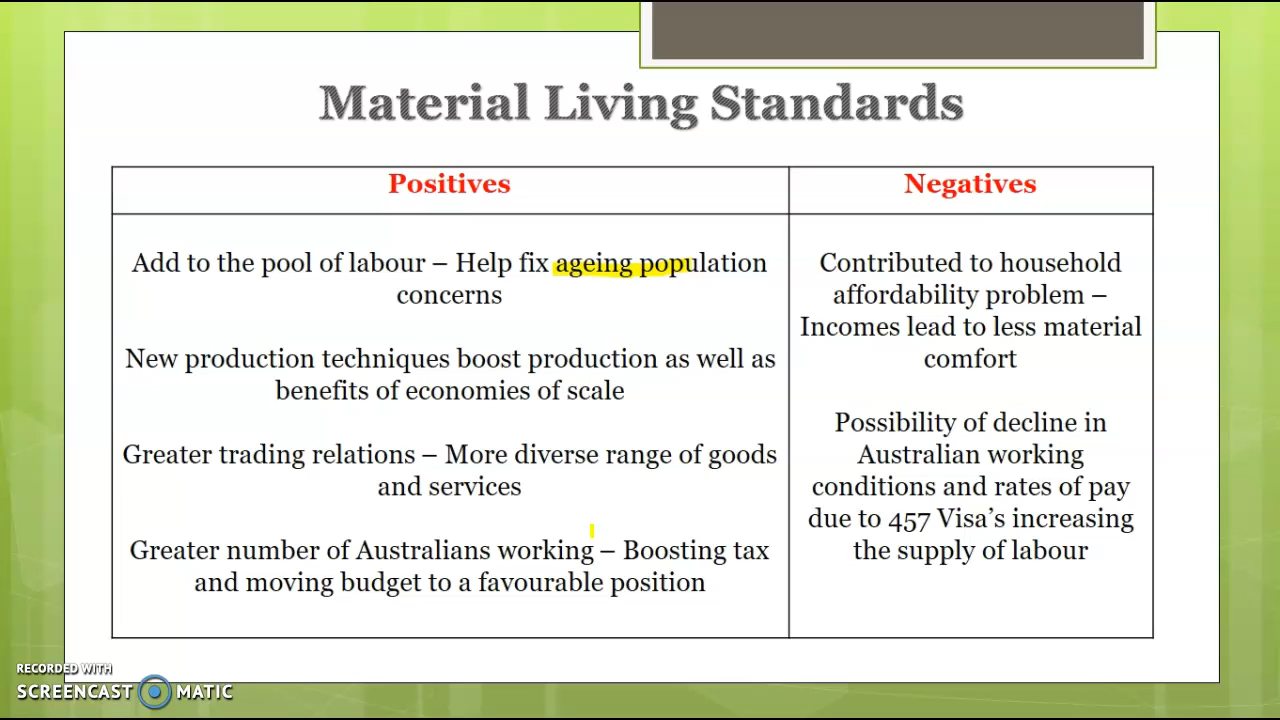 Material Living Standards
Positives
Negatives
Add to the pool of labour – Help fix ageing population
concerns
New production techniques boost production as well as
benefits of economies of scale
Greater trading relations – More diverse range of goods
and services
Greater number of Australians working – Boosting tax
and moving budget to a favourable position
Contributed to household
affordability problem –
Incomes lead to less material
comfort
Possibility of decline in
Australian working
conditions and rates of pay
due to 457 Visa's increasing
the supply of labour
RECORDED WITH
SCREENCAST MATIC